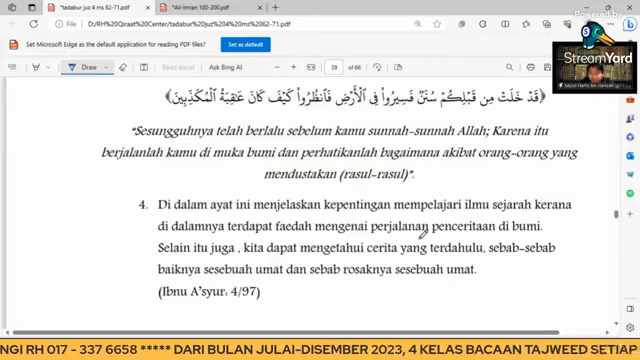 *tadabur juz 4 ms 62-71.pdf
*Ali-Imran 100-200.pdf
D:/RH%20Qiraat%20Center/tadabur%20juz%204%20ms%2062-71.pdf
Set Microsoft Edge as the default application for reading PDF files?
Set as default
Draw
Ask Bing AI
39 of 66
StreamYard
﴿قَدْ خَلَتْ مِن قَبْلِكُمْ سُنَنٌ فَسِيرُوا۟ فِى ٱلْأَرْضِ فَٱنظُرُوا۟ كَيْفَ كَانَ عَـٰقِبَةُ ٱلْمُكَذِّبِينَ﴾
"Sesungguhnya telah berlalu sebelum kamu sunnah-sunnah Allah; Karena itu
berjalanlah kamu di muka bumi dan perhatikanlah bagaimana akibat orang-orang yang
mendustakan (rasul-rasul)".
4. Di dalam ayat ini menjelaskan kepentingan mempelajari ilmu sejarah kerana
di dalamnya terdapat faedah mengenai perjalanan penceritaan di bumi.
Selain itu juga , kita dapat mengetahui cerita yang terdahulu, sebab-sebab
baiknya sesebuah umat dan sebab rosaknya sesebuah umat.
(Ibnu A'syur: 4/97)
NGI RH 017 - 337 6658 ***** DARI BULAN JULAI-DISEMBER 2023, 4 KELAS BACAAN TAJWEED SETIAP